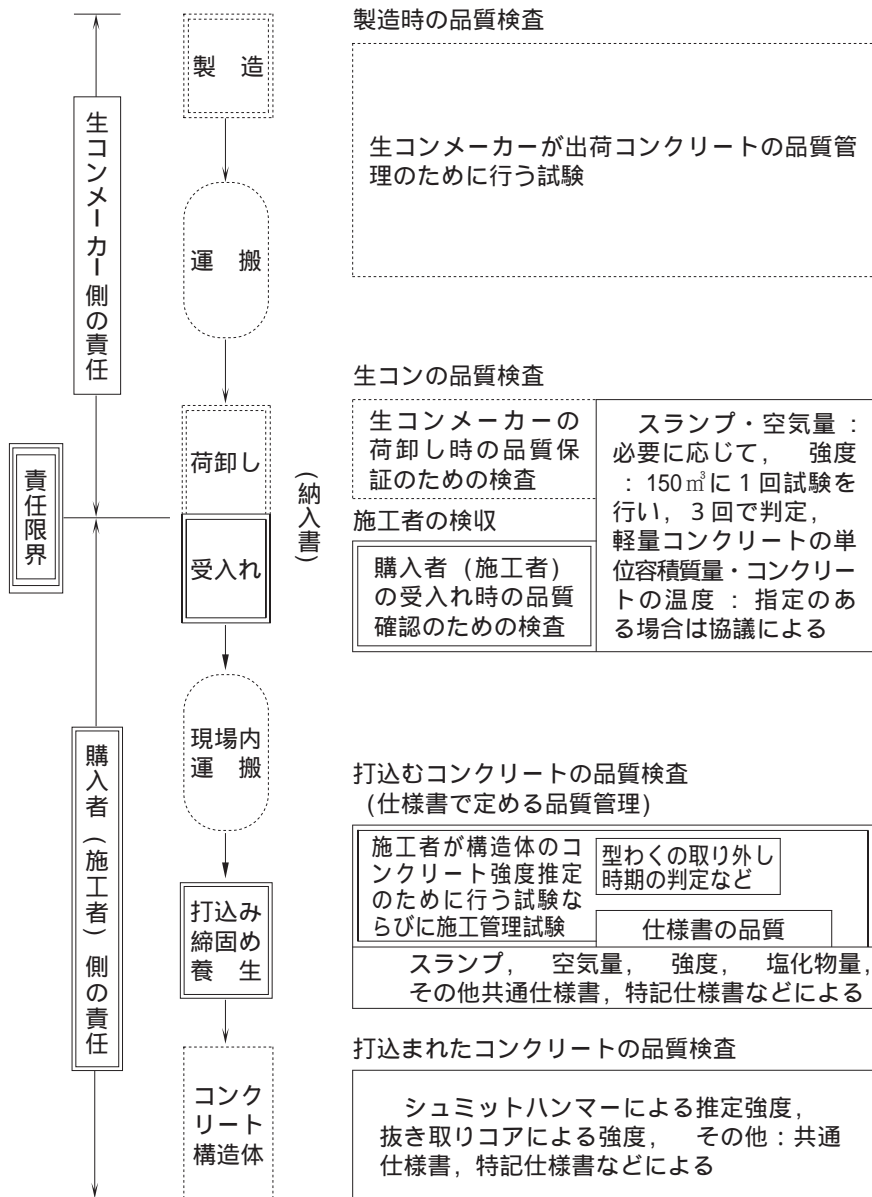 製造時の品質検査
製　造
生コンメーカーが出荷コンクリートの品質管
理のために行う試験
生コンメーカー側の責任
運　搬
生コンの品質検査
生コンメーカーの
荷卸し時の品質保
証のための検査
スランプ・空気量：
必要に応じて，　強度
：150㎥に１回試験を
行い，３回で判定，
軽量コンクリートの単
位容積質量・コンクリー
トの温度：指定のあ
る場合は協議による
荷卸し
(納入書)
責任限界
施工者の検収
受入れ
購入者（施工者）
の受入れ時の品質
確認のための検査
現場内
運　搬
購入者（施工者）側の責任
打込むコンクリートの品質検査
(仕様書で定める品質管理)
施工者が構造体のコ
ンクリート強度推定
のために行う試験な
らびに施工管理試験
型わくの取り外し
時期の判定など
仕様書の品質
打込み
締固め
養　生
スランプ，　空気量，　強度，　塩化物量，
その他共通仕様書，特記仕様書などによる
打込まれたコンクリートの品質検査
コンク
リート
構造体
シュミットハンマーによる推定強度，
抜き取りコアによる強度，　その他：共通
仕様書，特記仕様書などによる